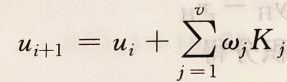 $u_{i+1} = u_i + \sum_{j=1}^{v} \omega_j K_j$